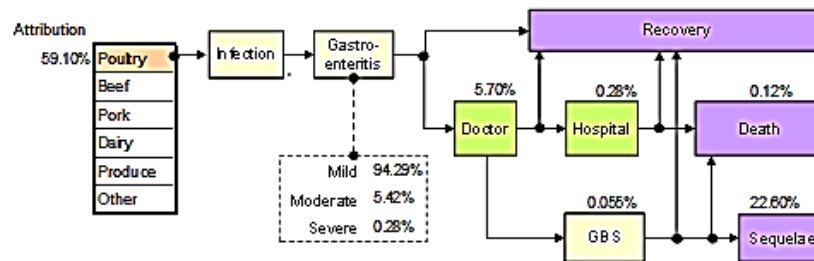 Attribution
59.10%
Poultry
Beef
Pork
Dairy
Produce
Other
Infection
Gastro-
enteritis
Mild 94.29%
Moderate 5.42%
Severe 0.28%
Recovery
5.70%
Doctor
0.28%
Hospital
0.12%
Death
0.055%
GBS
22.60%
Sequelae